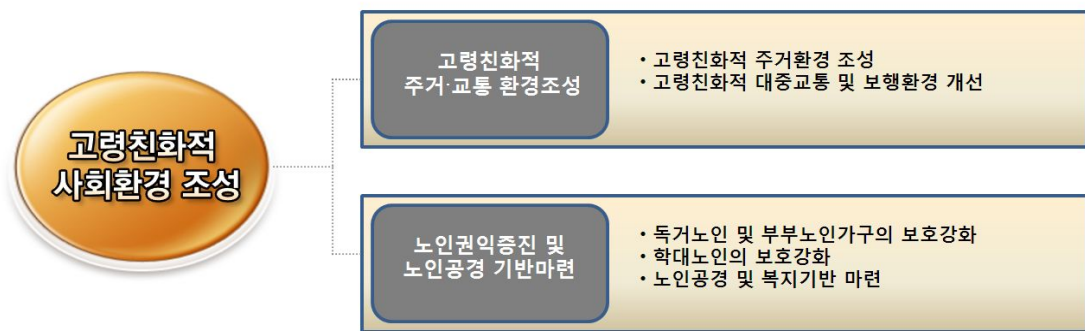 고령친화적
사회환경 조성
고령친화적
주거·교통 환경조성
• 고령친화적 주거환경 조성
• 고령친화적 대중교통 및 보행환경 개선
노인권익증진 및
노인공경 기반마련
• 독거노인 및 부부노인가구의 보호강화
• 학대노인의 보호강화
• 노인공경 및 복지기반 마련